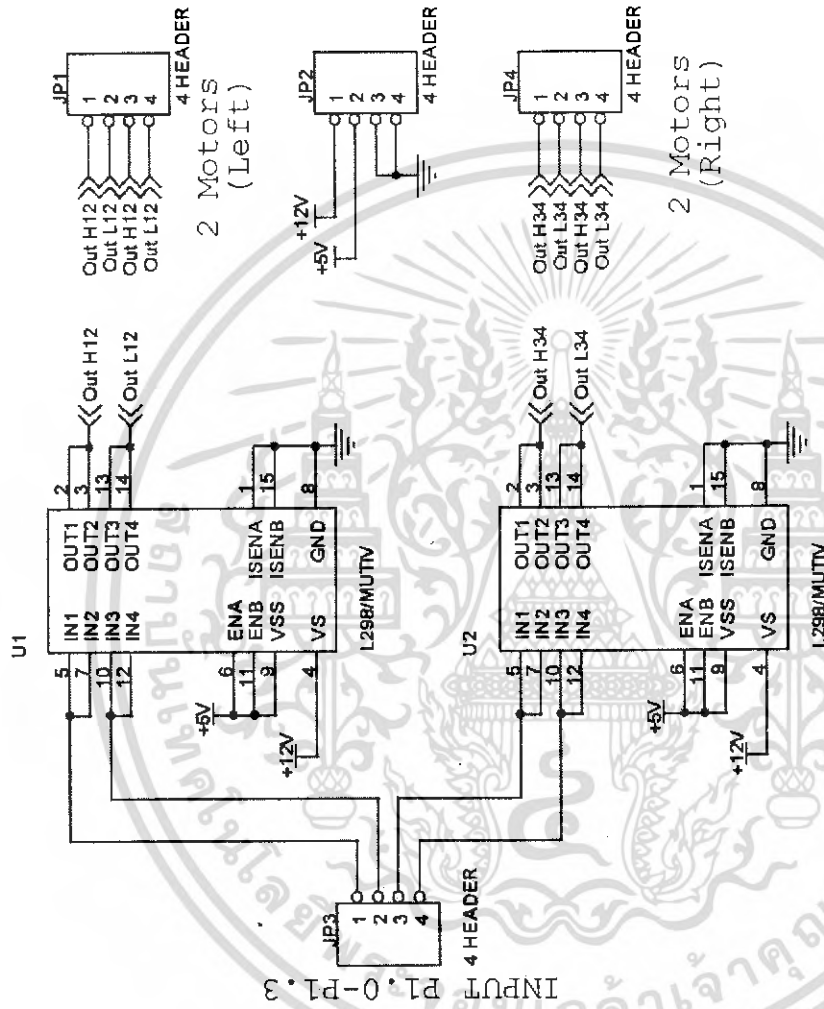 INPUT P1.0-P1.3
JP3
1
2
3
4
4 HEADER
U1
5 IN1 OUT1 2
7 IN2 OUT2 3
10 IN3 OUT3 13
12 IN4 OUT4 14
6 ENA ISENA 1
11 ENB ISENB 15
9 VSS
4 VS GND 8
+5V
+12V
L298/MUTIV
Out H12
Out L12
U2
5 IN1 OUT1 2
7 IN2 OUT2 3
10 IN3 OUT3 13
12 IN4 OUT4 14
6 ENA ISENA 1
11 ENB ISENB 15
9 VSS
4 VS GND 8
+5V
+12V
L298/MUTIV
Out H34
Out L34
JP1
Out H12 1
Out L12 2
Out H12 3
Out L12 4
4 HEADER
2 Motors
(Left)
JP2
+12V 1
+5V 2
3
4
4 HEADER
JP4
Out H34 1
Out L34 2
Out H34 3
Out L34 4
4 HEADER
2 Motors
(Right)